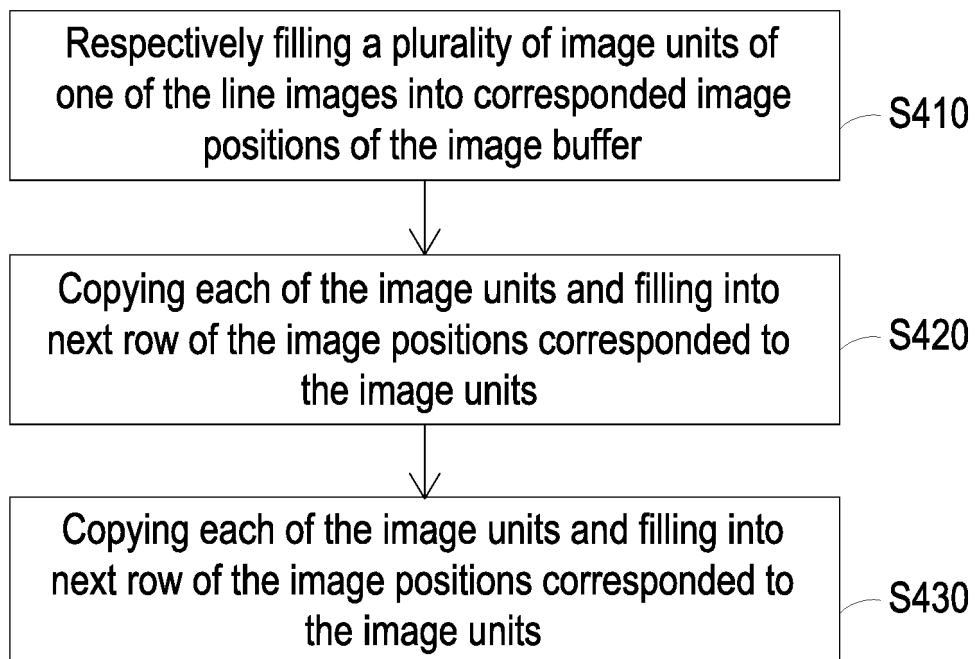 Respectively filling a plurality of image units of
one of the line images into corresponded image
positions of the image buffer
S410
Copying each of the image units and filling into
next row of the image positions corresponded to
the image units
S420
Copying each of the image units and filling into
next row of the image positions corresponded to
the image units
S430